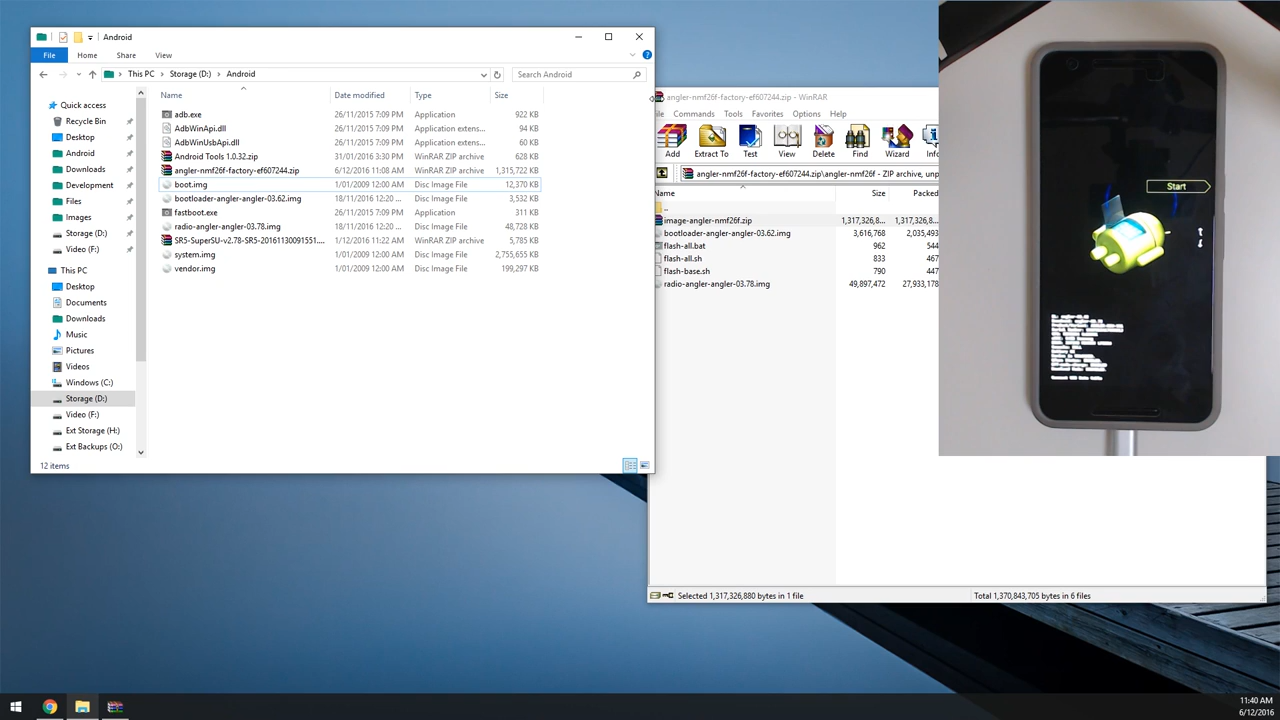 Android
File Home Share View
This PC Storage (D:) Android
Search Android
Name Date modified Type Size
Quick access
Recycle Bin
Desktop
Android
Downloads
Development
Files
Images
Storage (D:)
Video (F:)
This PC
Desktop
Documents
Downloads
Music
Pictures
Videos
Windows (C:)
Storage (D:)
Video (F:)
Ext Storage (H:)
Ext Backups (O:)
adb.exe 26/11/2015 7:09 PM Application 922 KB
AdbWinApi.dll 26/11/2015 7:09 PM Application extens... 94 KB
AdbWinUsbApi.dll 26/11/2015 7:09 PM Application extens... 60 KB
Android Tools 1.0.32.zip 31/01/2016 3:30 PM WinRAR ZIP archive 628 KB
angler-nmf26f-factory-ef607244.zip 6/12/2016 11:08 AM WinRAR ZIP archive 1,315,722 KB
boot.img 1/01/2009 12:00 AM Disc Image File 12,370 KB
bootloader-angler-angler-03.62.img 18/11/2016 12:20 ... Disc Image File 3,532 KB
fastboot.exe 26/11/2015 7:09 PM Application 311 KB
radio-angler-angler-03.78.img 18/11/2016 12:20 ... Disc Image File 48,728 KB
SR5-SuperSU-v2.78-SR5-20161130091551.... 1/12/2016 11:22 AM WinRAR ZIP archive 5,785 KB
system.img 1/01/2009 12:00 AM Disc Image File 2,755,655 KB
vendor.img 1/01/2009 12:00 AM Disc Image File 199,297 KB
12 items
angler-nmf26f-factory-ef607244.zip - WinRAR
ile Commands Tools Favorites Options Help
Add Extract To Test View Delete Find Wizard Info
angler-nmf26f-factory-ef607244.zip\angler-nmf26f - ZIP archive, unp
ame Size Packed
..
image-angler-nmf26f.zip 1,317,326,8... 1,317,326,8...
bootloader-angler-angler-03.62.img 3,616,768 2,035,493
flash-all.bat 962 544
flash-all.sh 833 467
flash-base.sh 790 447
radio-angler-angler-03.78.img 49,897,472 27,933,178
Selected 1,317,326,880 bytes in 1 file
Total 1,370,843,705 bytes in 6 files
Start
11:40 AM
6/12/2016